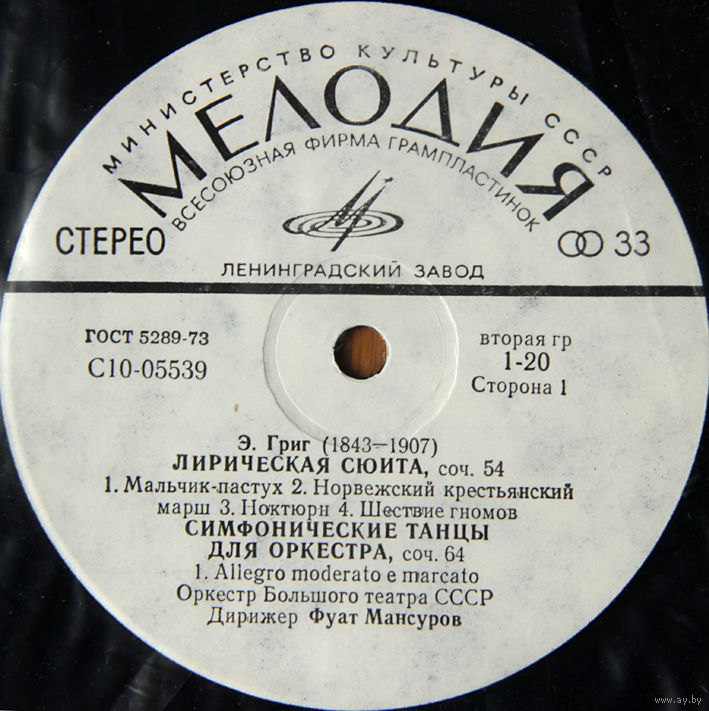 МИНИСТЕРСТВО КУЛЬТУРЫ СССР
МЕЛОДИЯ
ВСЕСОЮЗНАЯ ФИРМА ГРАМПЛАСТИНОК
СТЕРЕО
33
ЛЕНИНГРАДСКИЙ ЗАВОД
ГОСТ 5289-73
С10-05539
вторая гр
1-20
Сторона 1
Э. Григ (1843—1907)
ЛИРИЧЕСКАЯ СЮИТА, соч. 54
1. Мальчик-пастух 2. Норвежский крестьянский
марш 3. Ноктюрн 4. Шествие гномов
СИМФОНИЧЕСКИЕ ТАНЦЫ
ДЛЯ ОРКЕСТРА, соч. 64
1. Allegro moderato e marcato
Оркестр Большого театра СССР
Дирижер Фуат Мансуров
www.ay.by